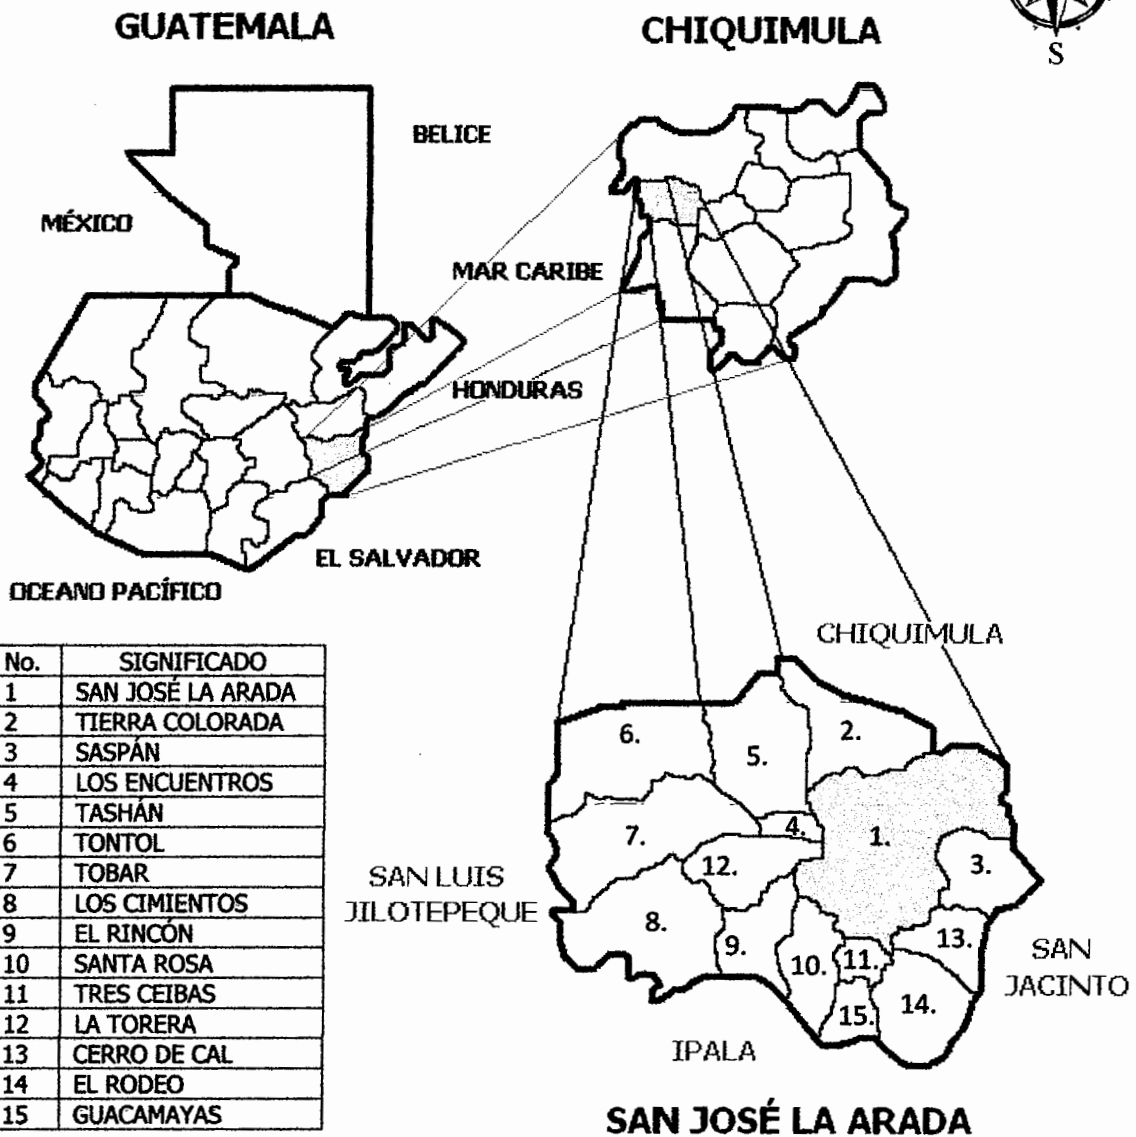 GUATEMALA
CHIQUIMULA
S
BELICE
MÉXICO
MAR CARIBE
HONDURAS
EL SALVADOR
OCEANO PACÍFICO
No. SIGNIFICADO
1 SAN JOSÉ LA ARADA
2 TIERRA COLORADA
3 SASPÁN
4 LOS ENCUENTROS
5 TASHÁN
6 TONTOL
7 TOBAR
8 LOS CIMIENTOS
9 EL RINCÓN
10 SANTA ROSA
11 TRES CEIBAS
12 LA TORERA
13 CERRO DE CAL
14 EL RODEO
15 GUACAMAYAS
CHIQUIMULA
6.
5.
2.
7.
4.
1.
12.
3.
8.
9.
10.
11.
13.
14.
15.
SAN LUIS
JILOTEPEQUE
SAN
JACINTO
IPALA
SAN JOSÉ LA ARADA